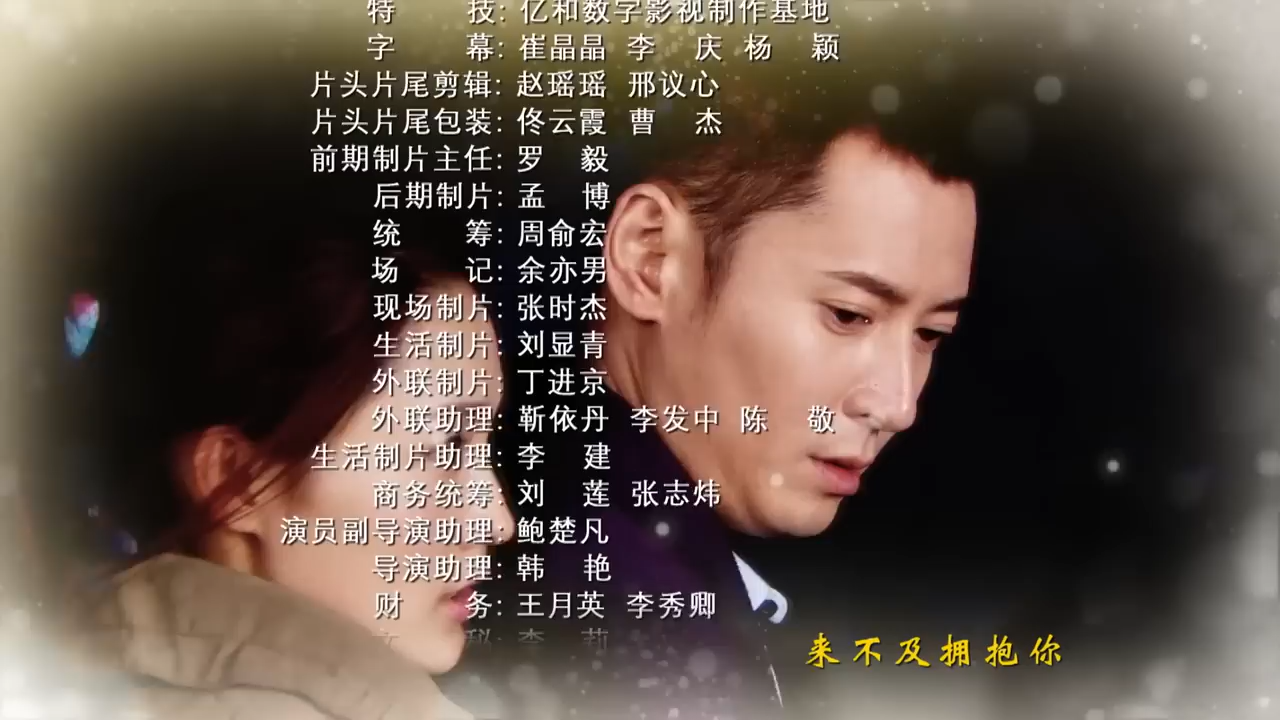 特 技: 亿和数字影视制作基地
字 幕: 崔晶晶 李 庆 杨 颖
片头片尾剪辑: 赵瑶瑶 邢议心
片头片尾包装: 佟云霞 曹 杰
前期制片主任: 罗 毅
后期制片: 孟 博
统 筹: 周俞宏
场 记: 余亦男
现场制片: 张时杰
生活制片: 刘显青
外联制片: 丁进京
外联助理: 靳依丹 李发中 陈 敬
生活制片助理: 李 建
商务统筹: 刘 莲 张志炜
演员副导演助理: 鲍楚凡
导演助理: 韩 艳
财 务: 王月英 李秀卿
文 秘: 李 莉
来不及拥抱你